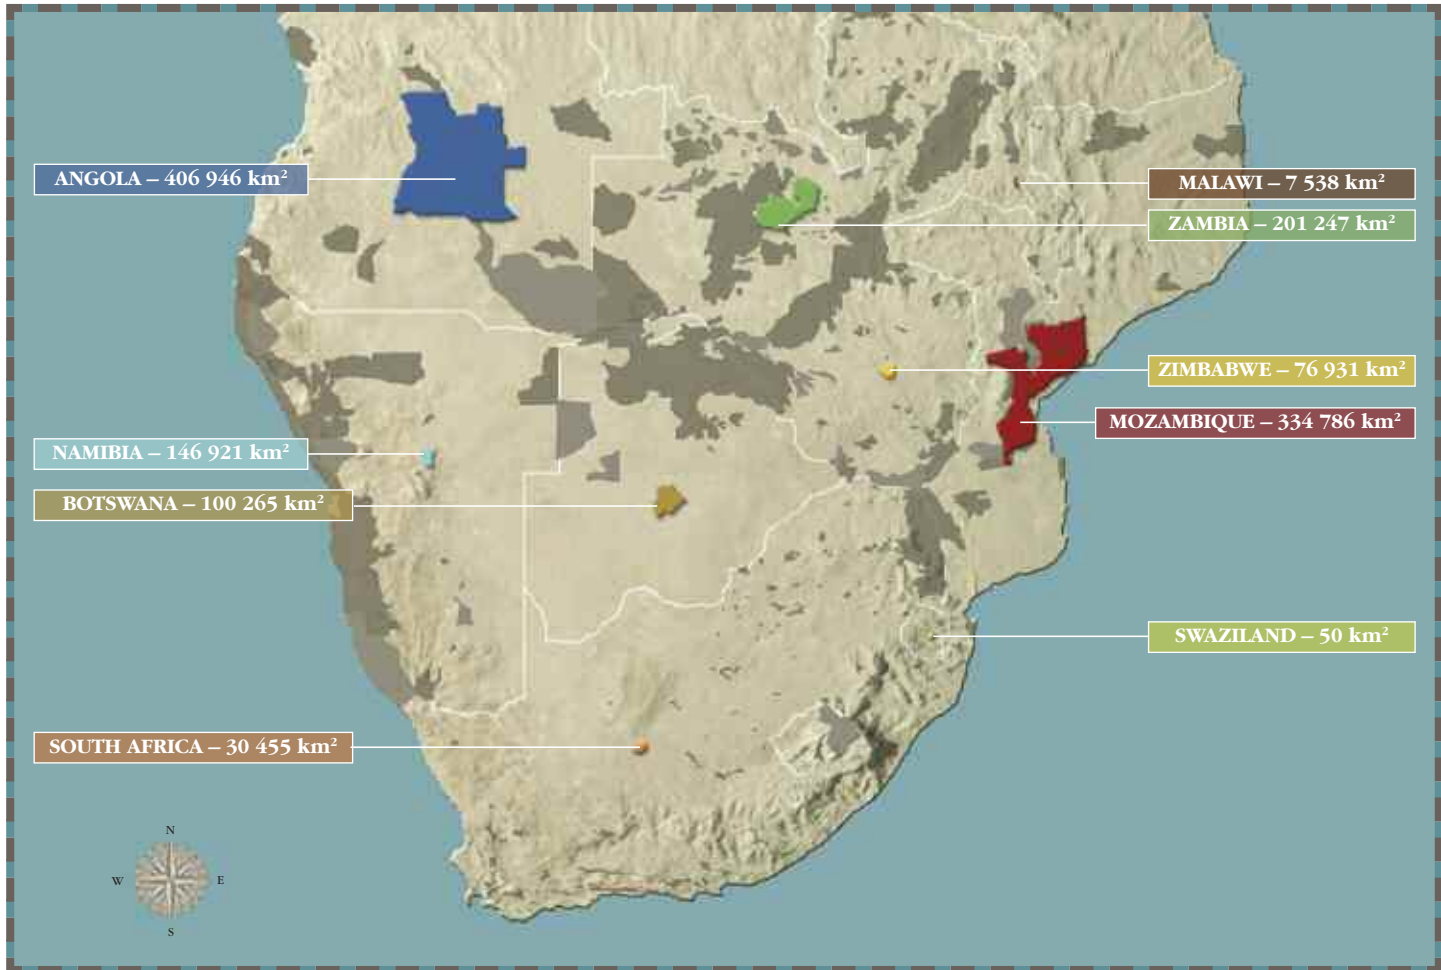 ANGOLA – 406 946 km²
MALAWI – 7 538 km²
ZAMBIA – 201 247 km²
ZIMBABWE – 76 931 km²
MOZAMBIQUE – 334 786 km²
NAMIBIA – 146 921 km²
BOTSWANA – 100 265 km²
SWAZILAND – 50 km²
SOUTH AFRICA – 30 455 km²
N
W E
S